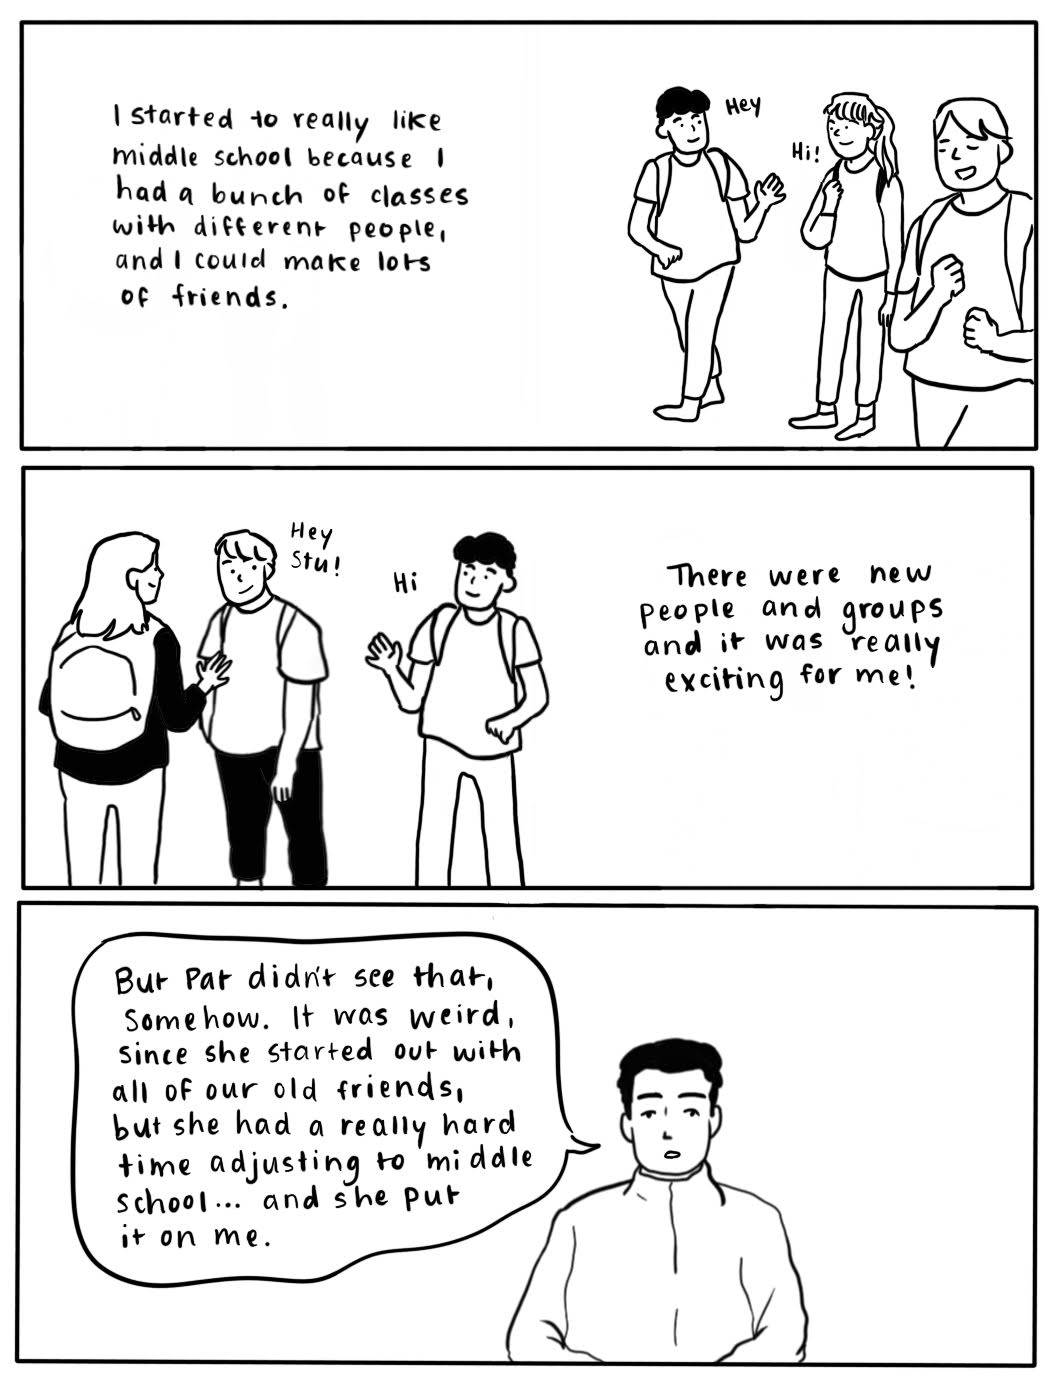 I started to really like
middle school because I
had a bunch of classes
with different people,
and I could make lots
of friends.
Hey
Hi!
Hey
Stu!
Hi
There were new
people and groups
and it was really
exciting for me!
But Pat didn't see that,
Somehow. It was weird,
since she started out with
all of our old friends,
but she had a really hard
time adjusting to middle
school... and she put
it on me.